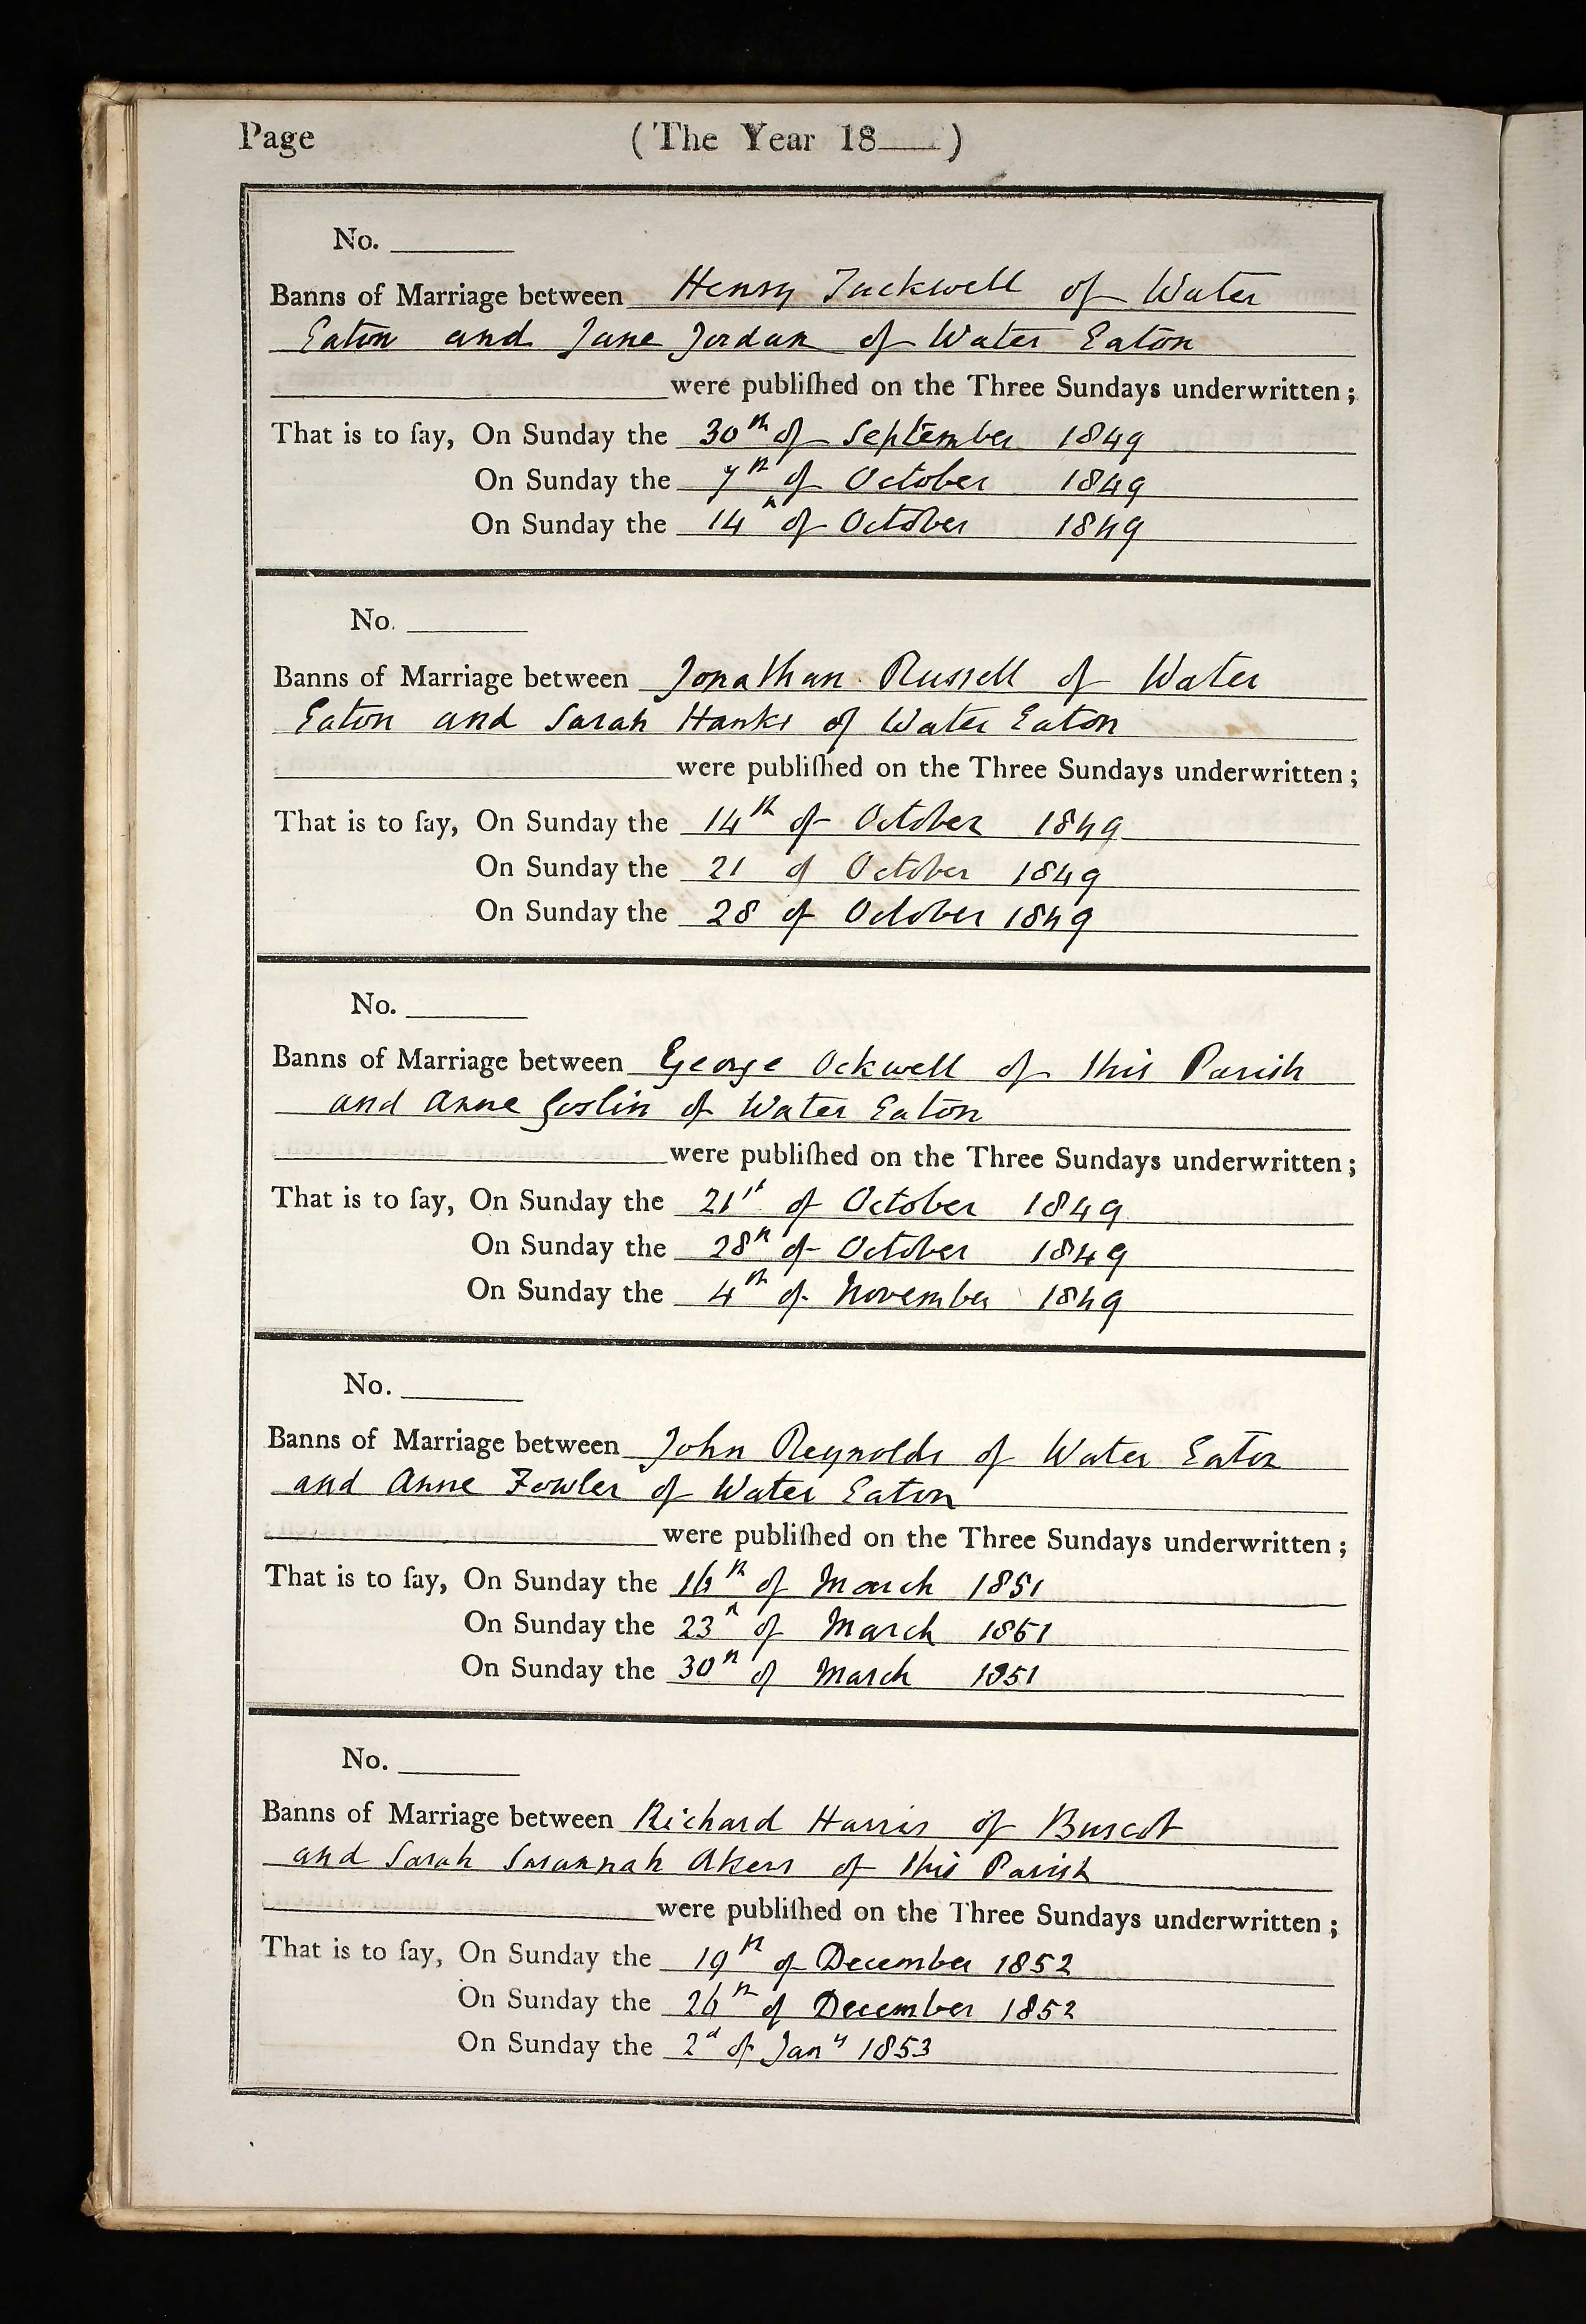 Page (The Year 18___)
No. ______
Banns of Marriage between Henry Tuckwell of Water
Eaton and Jane Jordan of Water Eaton
were publiſhed on the Three Sundays underwritten;
That is to ſay, On Sunday the 30th of September 1849
On Sunday the 7th of October 1849
On Sunday the 14th of October 1849
No. ______
Banns of Marriage between Jonathan Russell of Water
Eaton and Sarah Hanks of Water Eaton
were publiſhed on the Three Sundays underwritten;
That is to ſay, On Sunday the 14th of October 1849
On Sunday the 21 of October 1849
On Sunday the 28 of October 1849
No. ______
Banns of Marriage between George Ockwell of this Parish
and Anne Goslin of Water Eaton
were publiſhed on the Three Sundays underwritten;
That is to ſay, On Sunday the 21st of October 1849
On Sunday the 28th of October 1849
On Sunday the 4th of November 1849
No. ______
Banns of Marriage between John Reynolds of Water Eaton
and Anne Fowler of Water Eaton
were publiſhed on the Three Sundays underwritten;
That is to ſay, On Sunday the 16th of March 1851
On Sunday the 23d of March 1851
On Sunday the 30th of March 1851
No. ______
Banns of Marriage between Richard Harris of Buscot
and Sarah Susannah Akers of this Parish
were publiſhed on the Three Sundays underwritten;
That is to ſay, On Sunday the 19th of December 1852
On Sunday the 26th of December 1852
On Sunday the 2d of Jany 1853